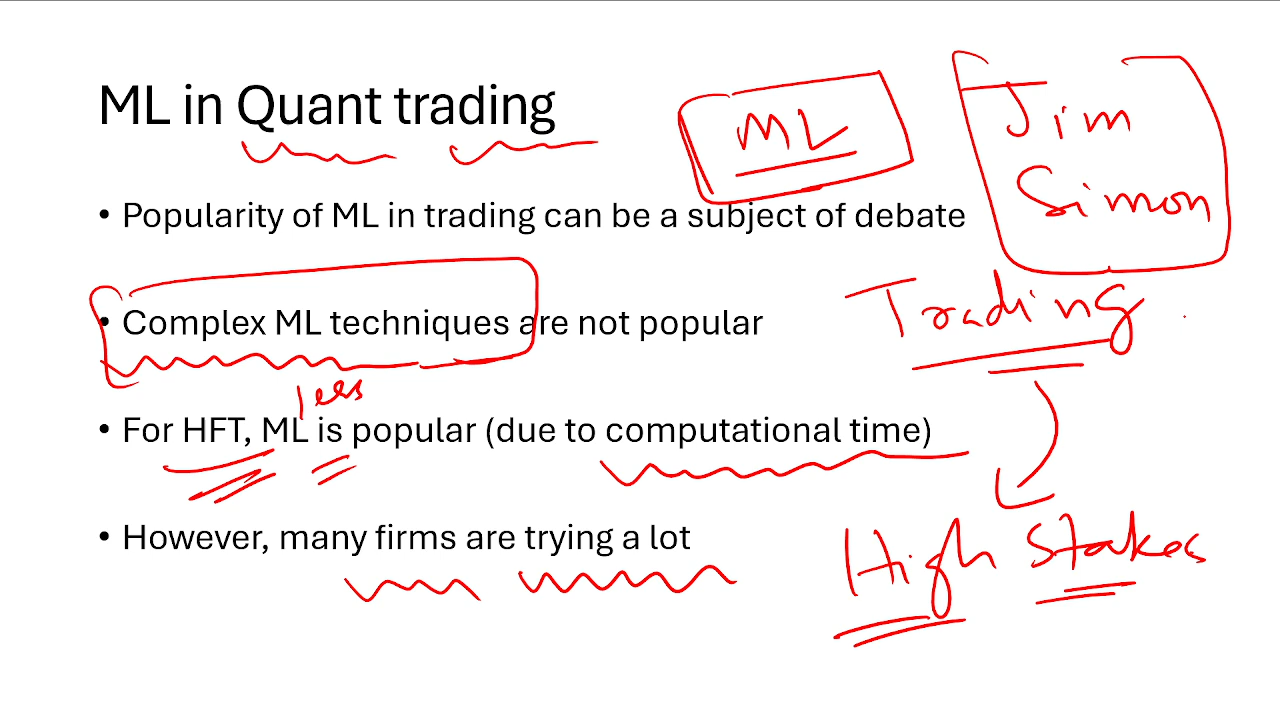 ML in Quant trading
ML
Jim
Simon
• Popularity of ML in trading can be a subject of debate
Trading
• Complex ML techniques are not popular
less
• For HFT, ML is popular (due to computational time)
• However, many firms are trying a lot
High Stakes